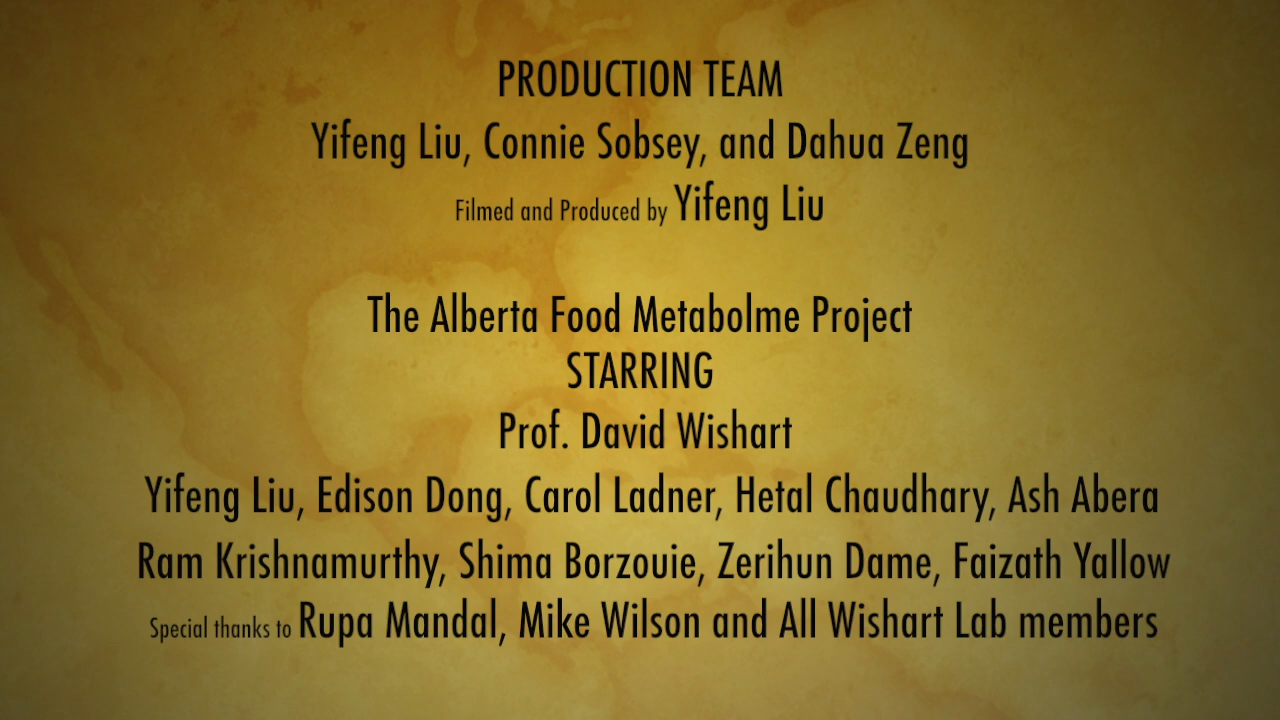 PRODUCTION TEAM
Yifeng Liu, Connie Sobsey, and Dahua Zeng
Filmed and Produced by Yifeng Liu
The Alberta Food Metabolme Project
STARRING
Prof. David Wishart
Yifeng Liu, Edison Dong, Carol Ladner, Hetal Chaudhary, Ash Abera
Ram Krishnamurthy, Shima Borzouie, Zerihun Dame, Faizath Yallow
Special thanks to Rupa Mandal, Mike Wilson and All Wishart Lab members